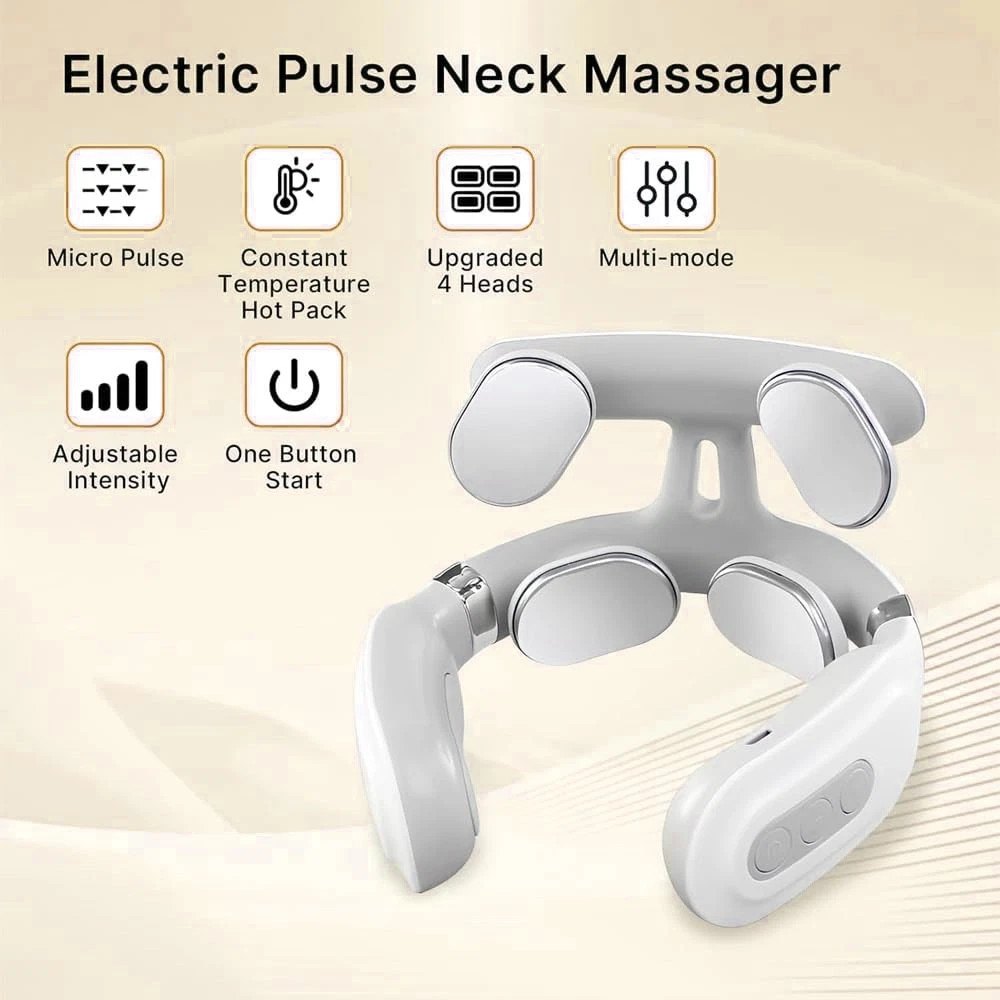 Electric Pulse Neck Massager
Micro Pulse
Constant
Temperature
Hot Pack
Upgraded
4 Heads
Multi-mode
Adjustable
Intensity
One Button
Start